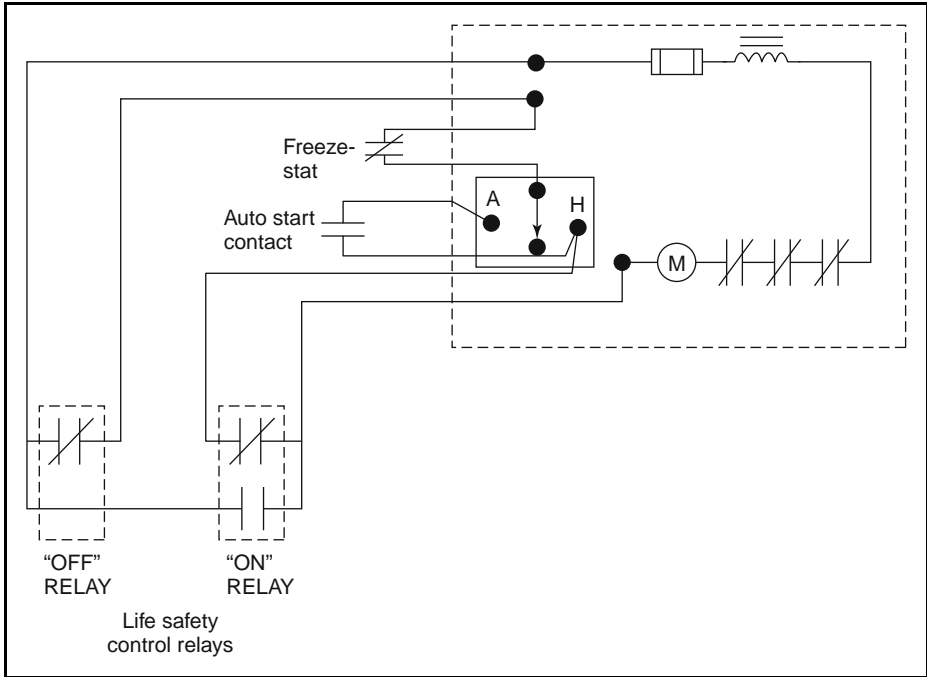 Freeze-
stat
A
H
Auto start
contact
M
“OFF”
RELAY
“ON”
RELAY
Life safety
control relays